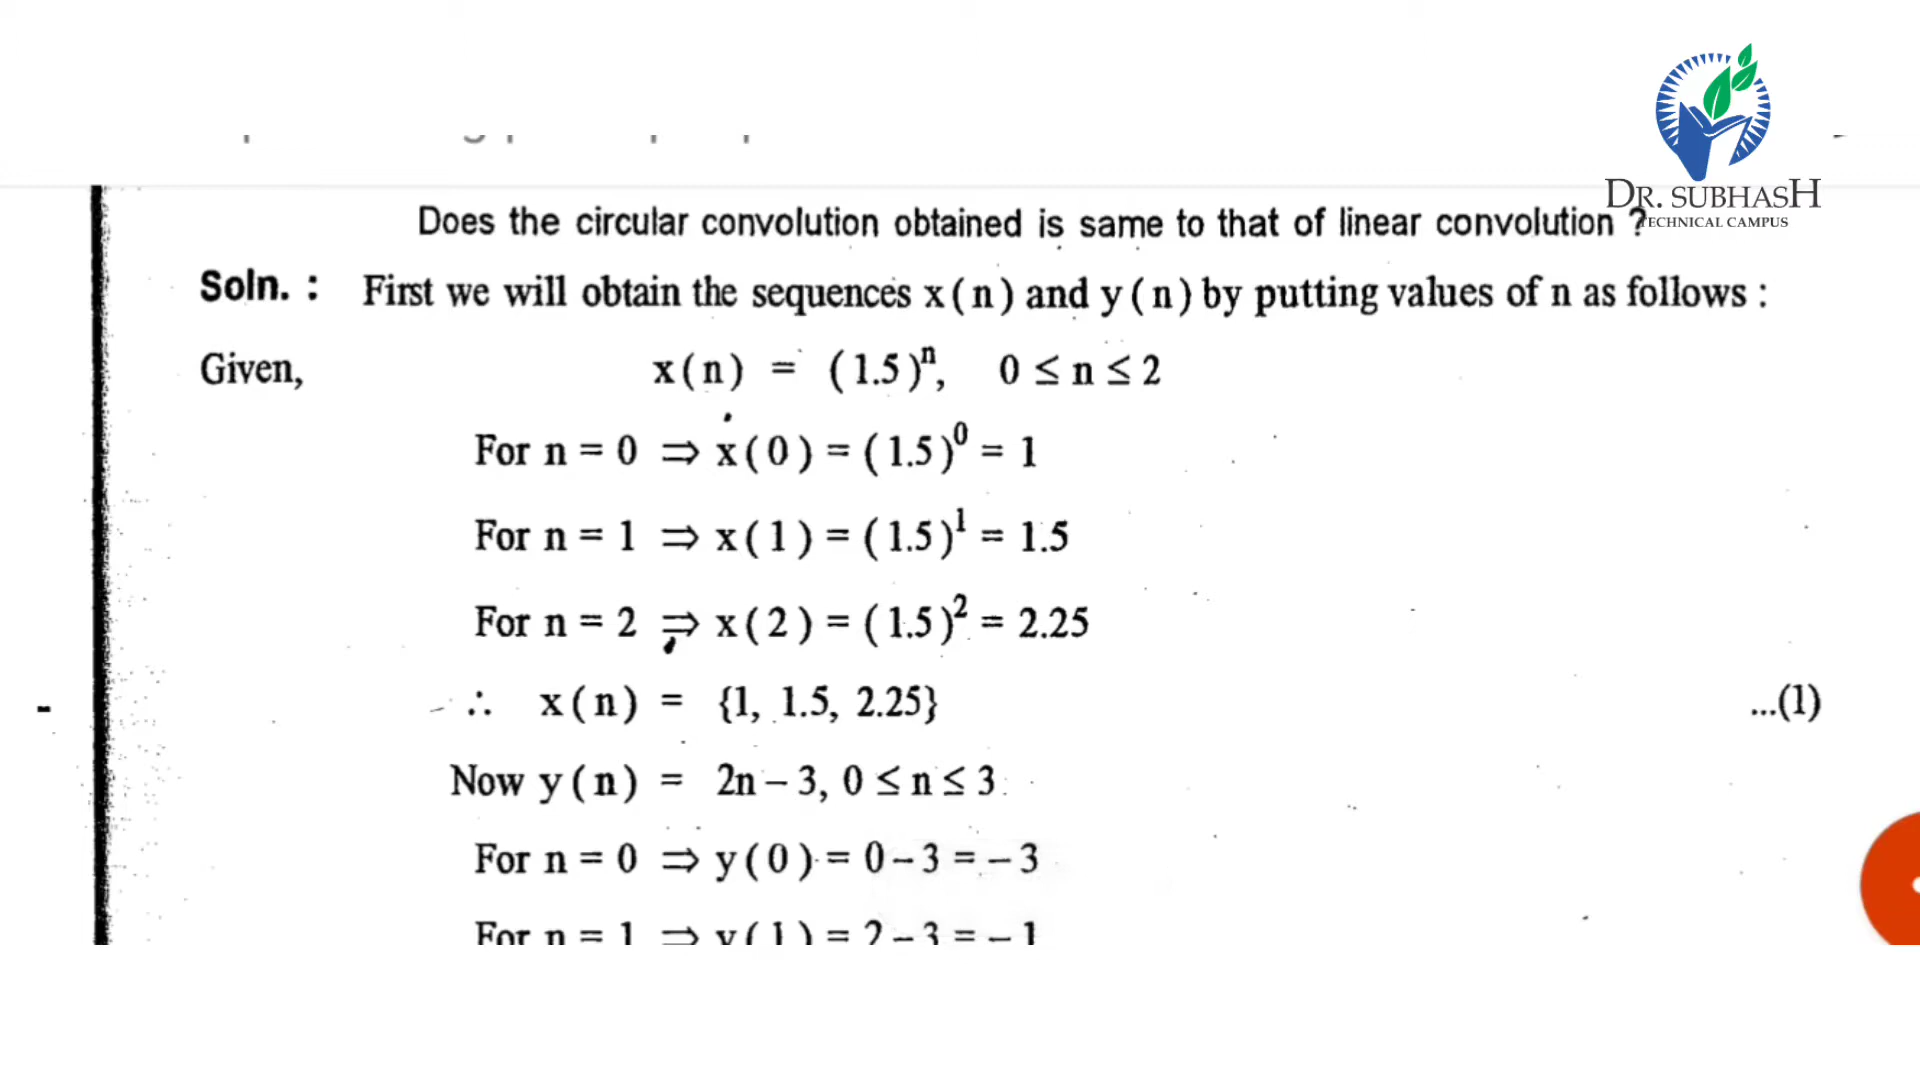 DR. SUBHASH
TECHNICAL CAMPUS
Does the circular convolution obtained is same to that of linear convolution ?
Soln. : First we will obtain the sequences x(n) and y(n) by putting values of n as follows :
Given, x(n) = (1.5)ⁿ, 0 ≤ n ≤ 2
For n = 0 ⇒ x(0) = (1.5)⁰ = 1
For n = 1 ⇒ x(1) = (1.5)¹ = 1.5
For n = 2 ⇒ x(2) = (1.5)² = 2.25
∴ x(n) = {1, 1.5, 2.25} ...(1)
Now y(n) = 2n – 3, 0 ≤ n ≤ 3
For n = 0 ⇒ y(0) = 0 – 3 = – 3
For n = 1 ⇒ y(1) = 2 – 3 = – 1